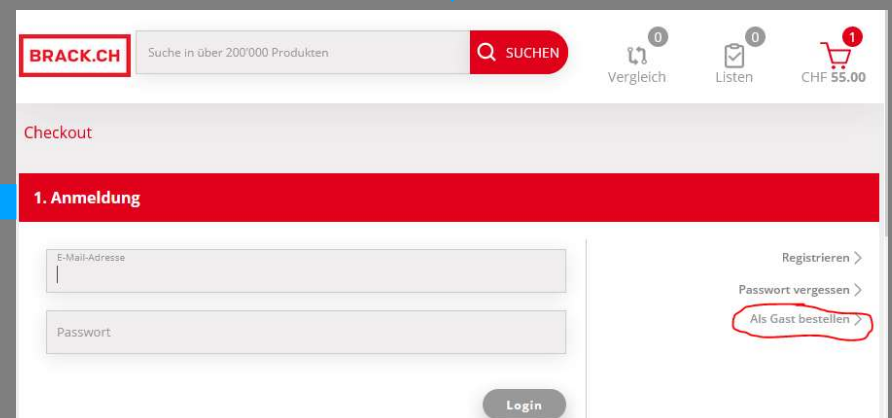 BRACK.CH
Suche in über 200'000 Produkten
SUCHEN
0
Vergleich
0
Listen
1
CHF 55.00
Checkout
1. Anmeldung
E-Mail-Adresse
Passwort
Login
Registrieren
Passwort vergessen
Als Gast bestellen